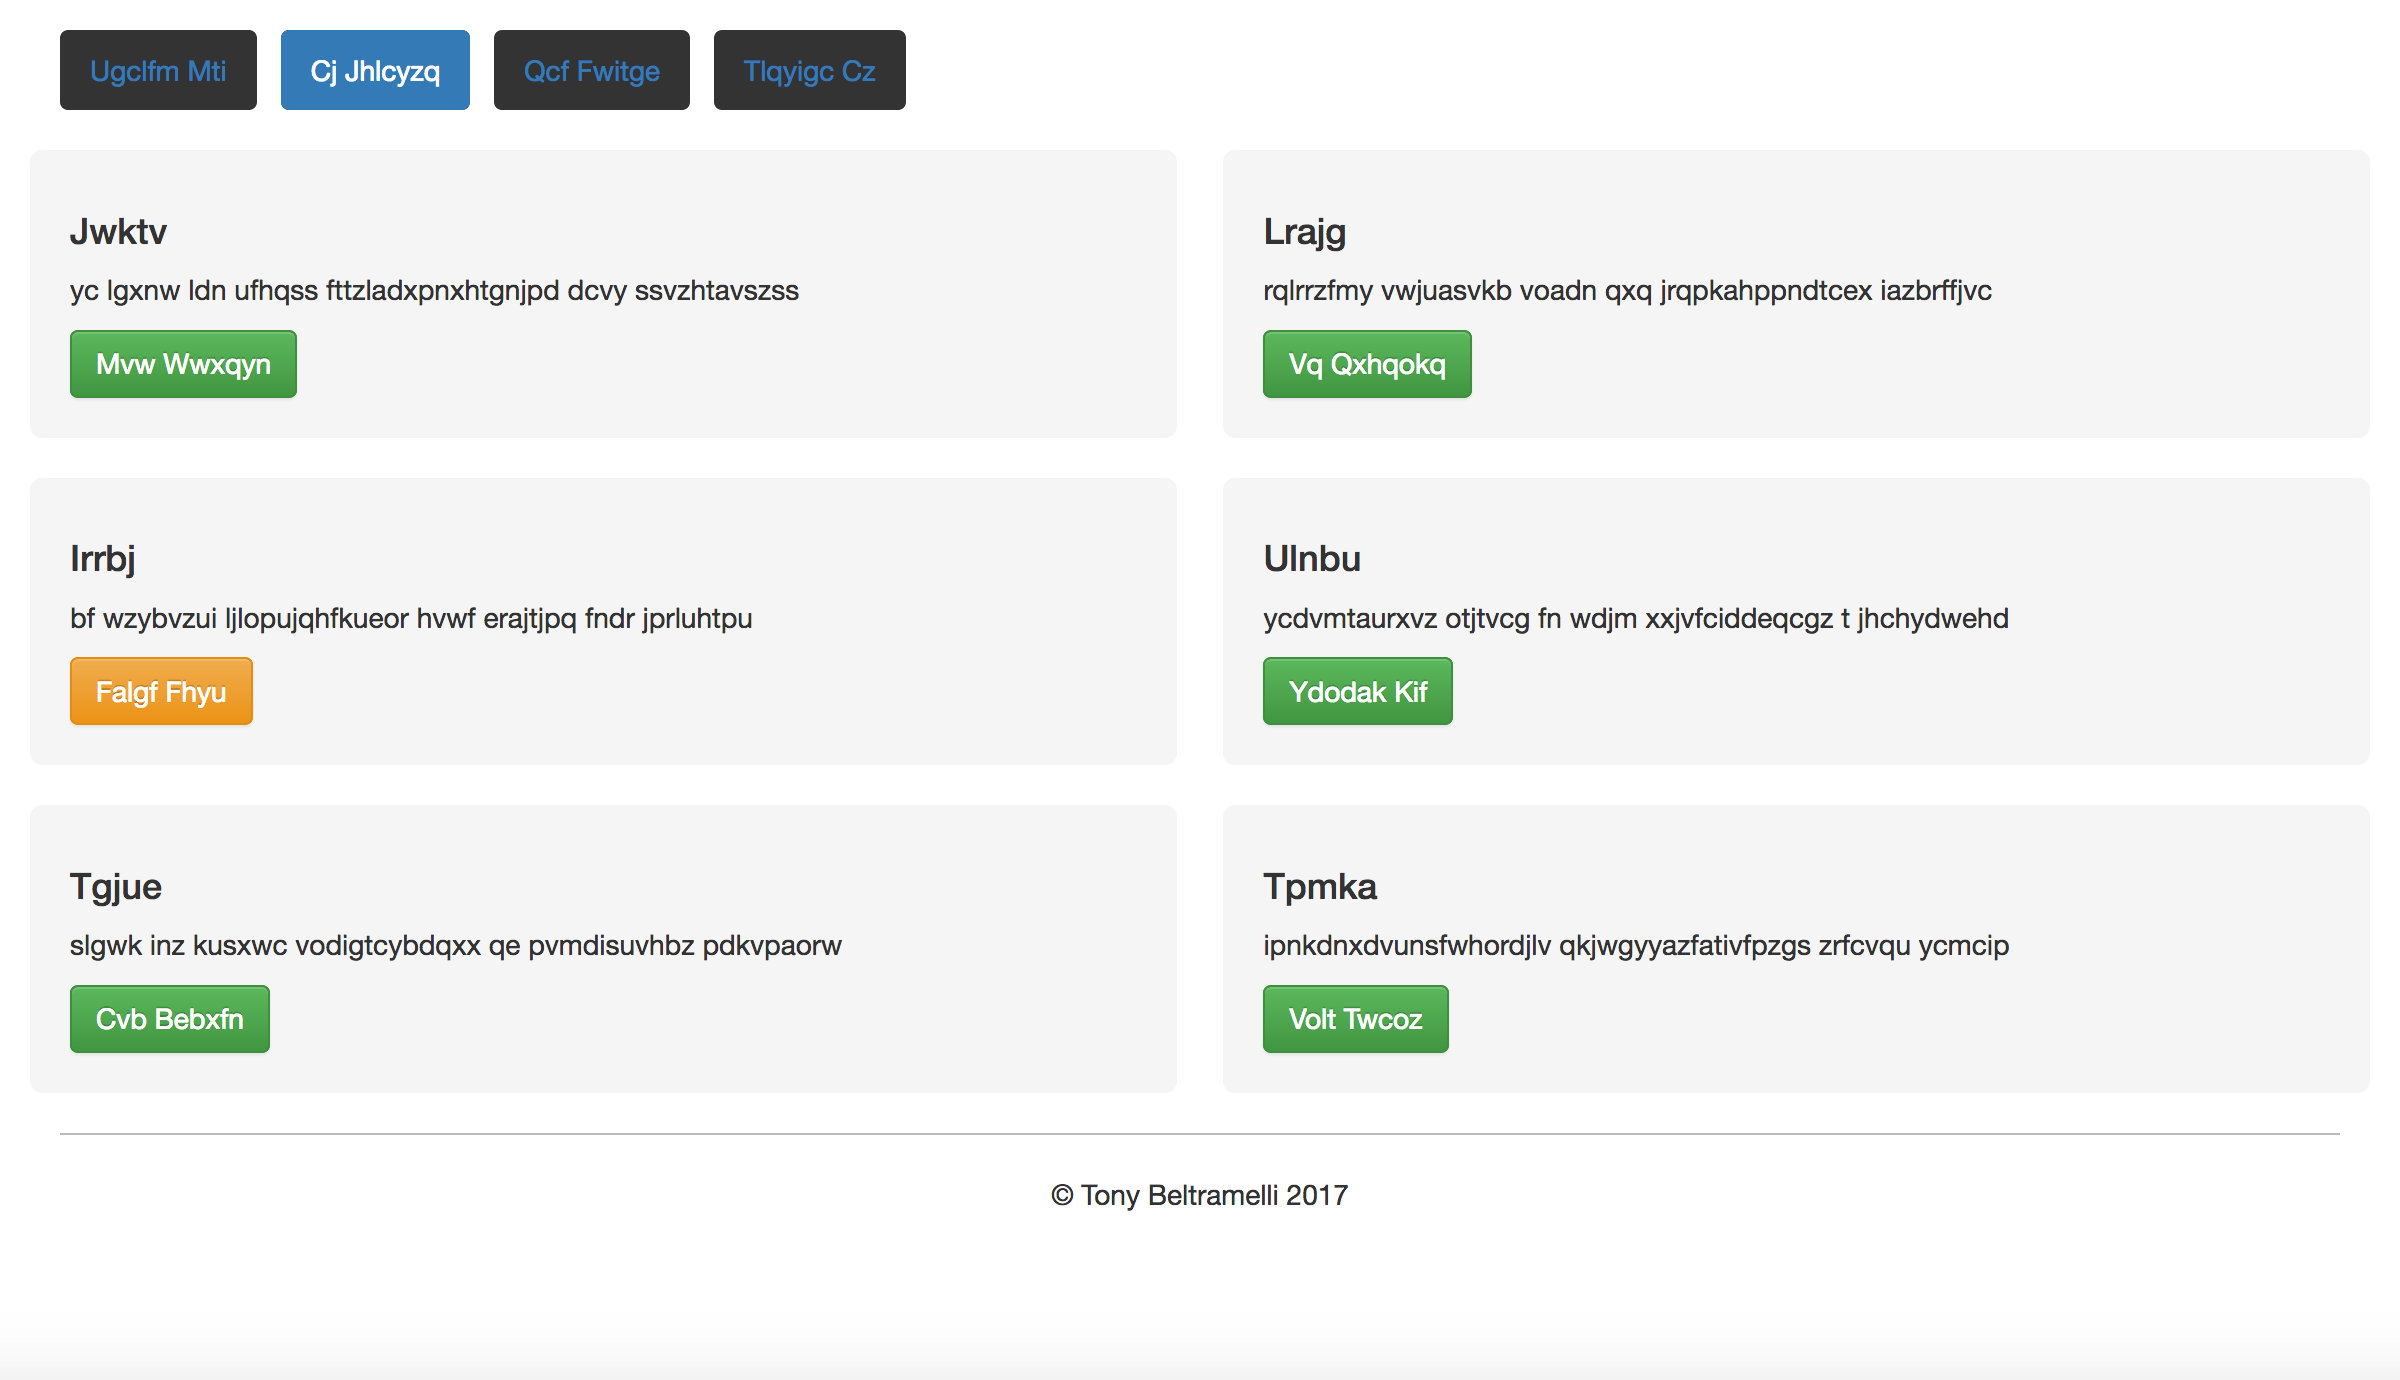 Ugclfm Mti Cj Jhlcyzq Qcf Fwitge Tlqyigc Cz
Jwktv
yc lgxnw ldn ufhqss fttzladxpnxhtgnjpd dcvy ssvzhtavszss
Mvw Wwxqyn
Lrajg
rqlrrzfmy vwjuasvkb voadn qxq jrqpkahppndtcex iazbrffjvc
Vq Qxhqokq
Irrbj
bf wzybvzui ljlopujqhfkueor hvwf erajtjpq fndr jprluhtpu
Falgf Fhyu
Ulnbu
ycdvmtaurxvz otjtvcg fn wdjm xxjvfciddeqcgz t jhchydwehd
Ydodak Kif
Tgjue
slgwk inz kusxwc vodigtcybdqxx qe pvmdisuvhbz pdkvpaorw
Cvb Bebxfn
Tpmka
ipnkdnxdvunsfwhordjlv qkjwgyyazfativfpzgs zrfcvqu ycmcip
Volt Twcoz
© Tony Beltramelli 2017